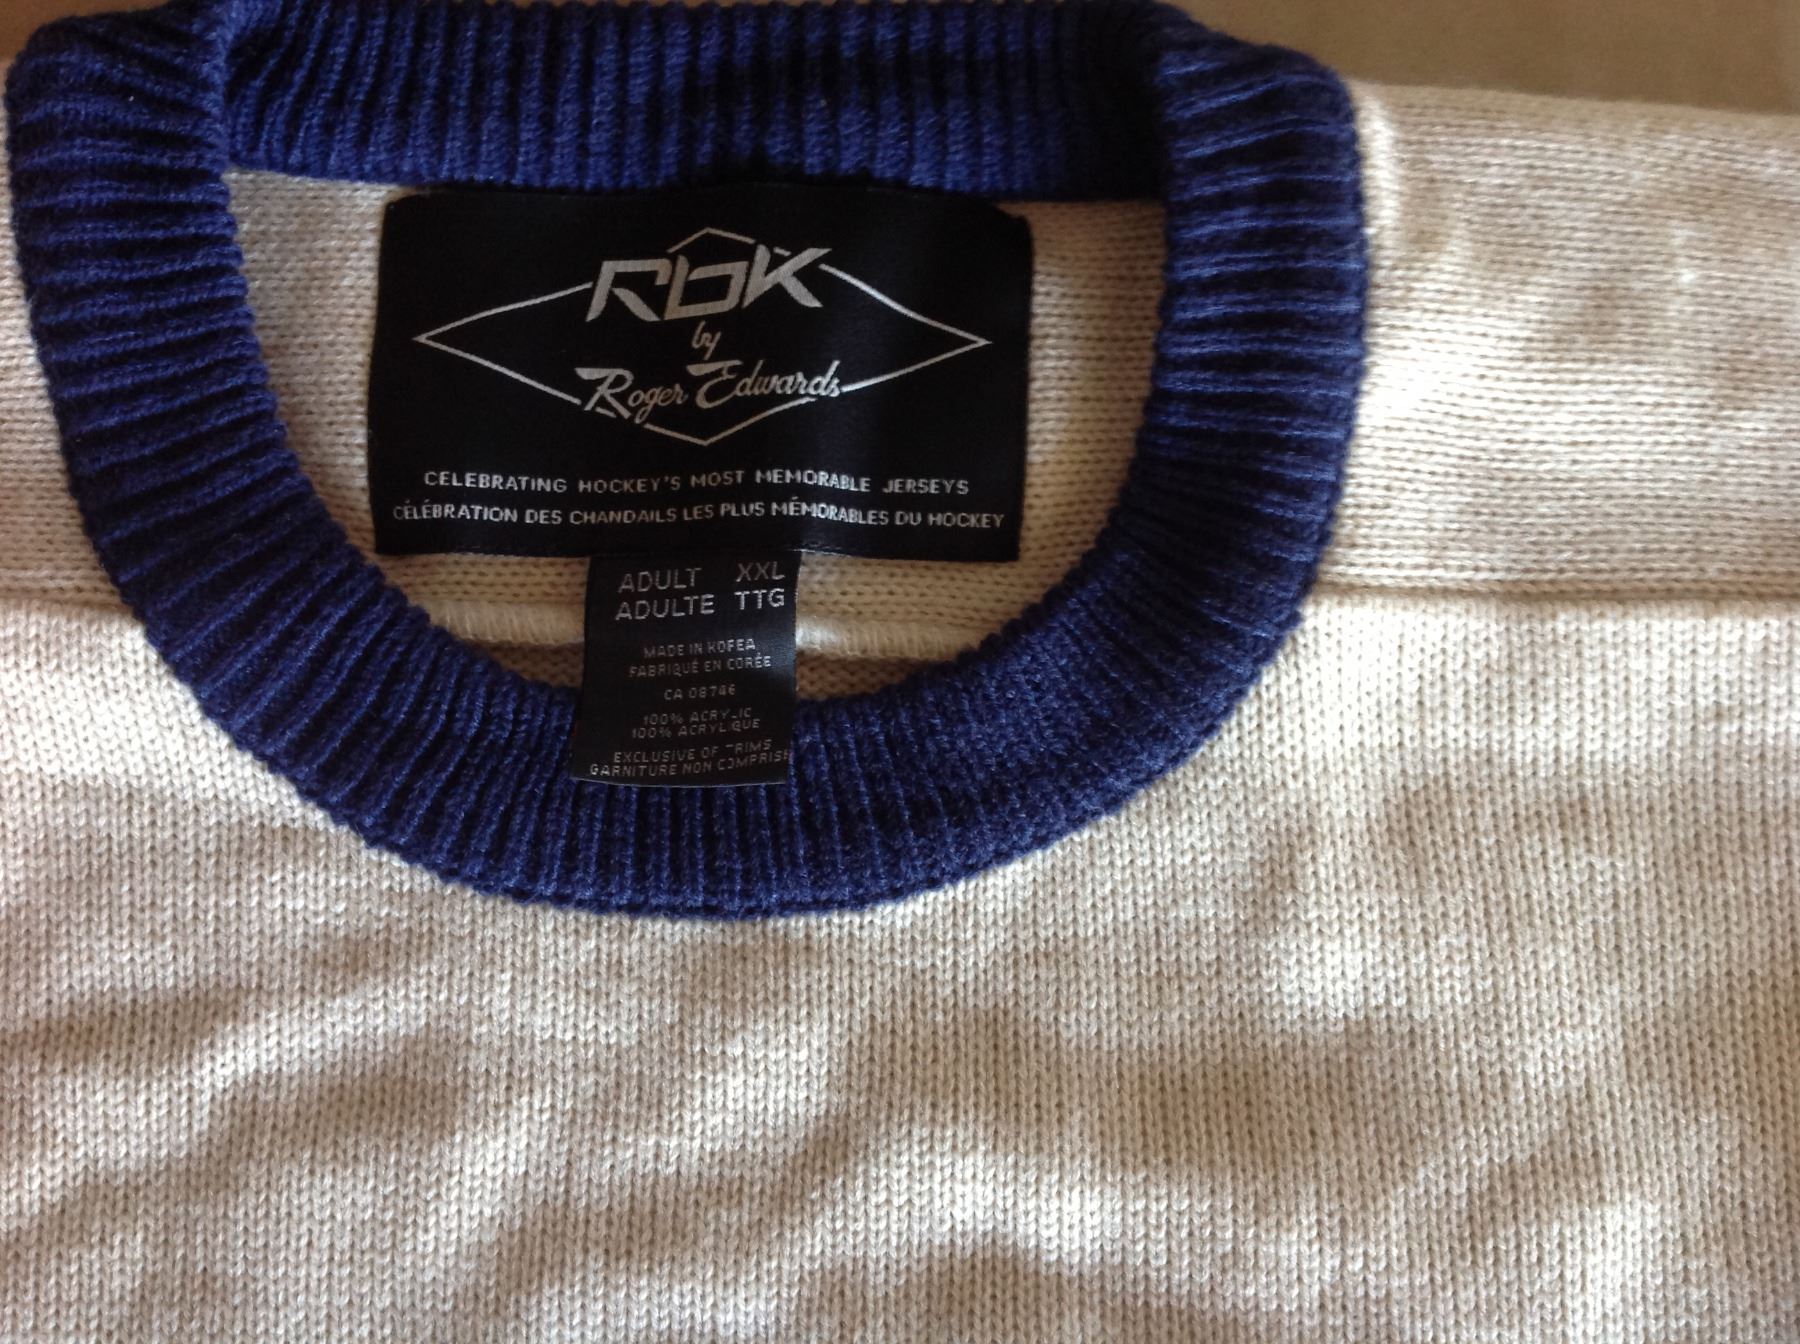 RBK
by
Roger Edwards
CELEBRATING HOCKEY'S MOST MEMORABLE JERSEYS
CÉLÉBRATION DES CHANDAILS LES PLUS MÉMORABLES DU HOCKEY
ADULT XXL
ADULTE TTG
MADE IN KOREA
FABRIQUÉ EN CORÉE
CA 08746
100% ACRYLIC
100% ACRYLIQUE
EXCLUSIVE OF TRIMS
GARNITURE NON COMPRISE